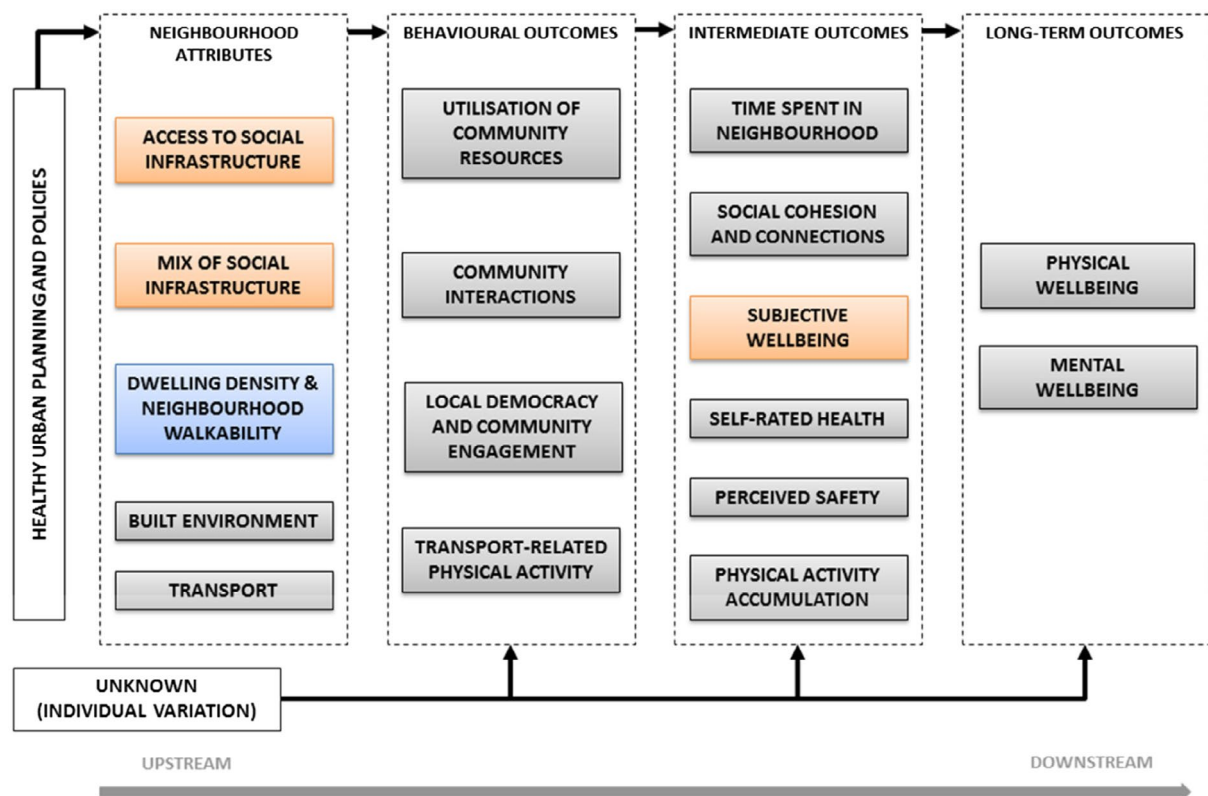 HEALTHY URBAN PLANNINGAND POLICIES
NEIGHBOURHOOD
ATTRIBUTES
ACCESS TO SOCIAL
INFRASTRUCTURE
MIX OF SOCIAL
INFRASTRUCTURE
DWELLING DENSITY &
NEIGHBOURHOOD
WALKABILITY
BUILT ENVIRONMENT
TRANSPORT
BEHAVIOURAL OUTCOMES
UTILISATION OF
COMMUNITY
RESOURCES
COMMUNITY
INTERACTIONS
LOCAL DEMOCRACY
AND COMMUNITY
ENGAGEMENT
TRANSPORT-RELATED
PHYSICAL ACTIVITY
INTERMEDIATE OUTCOMES
TIME SPENT IN
NEIGHBOURHOOD
SOCIAL COHESION
AND CONNECTIONS
SUBJECTIVE
WELLBEING
SELF-RATED HEALTH
PERCEIVED SAFETY
PHYSICAL ACTIVITY
ACCUMULATION
LONG-TERM OUTCOMES
PHYSICAL
WELLBEING
MENTAL
WELLBEING
UNKNOWN
(INDIVIDUAL VARIATION)
UPSTREAM
DOWNSTREAM